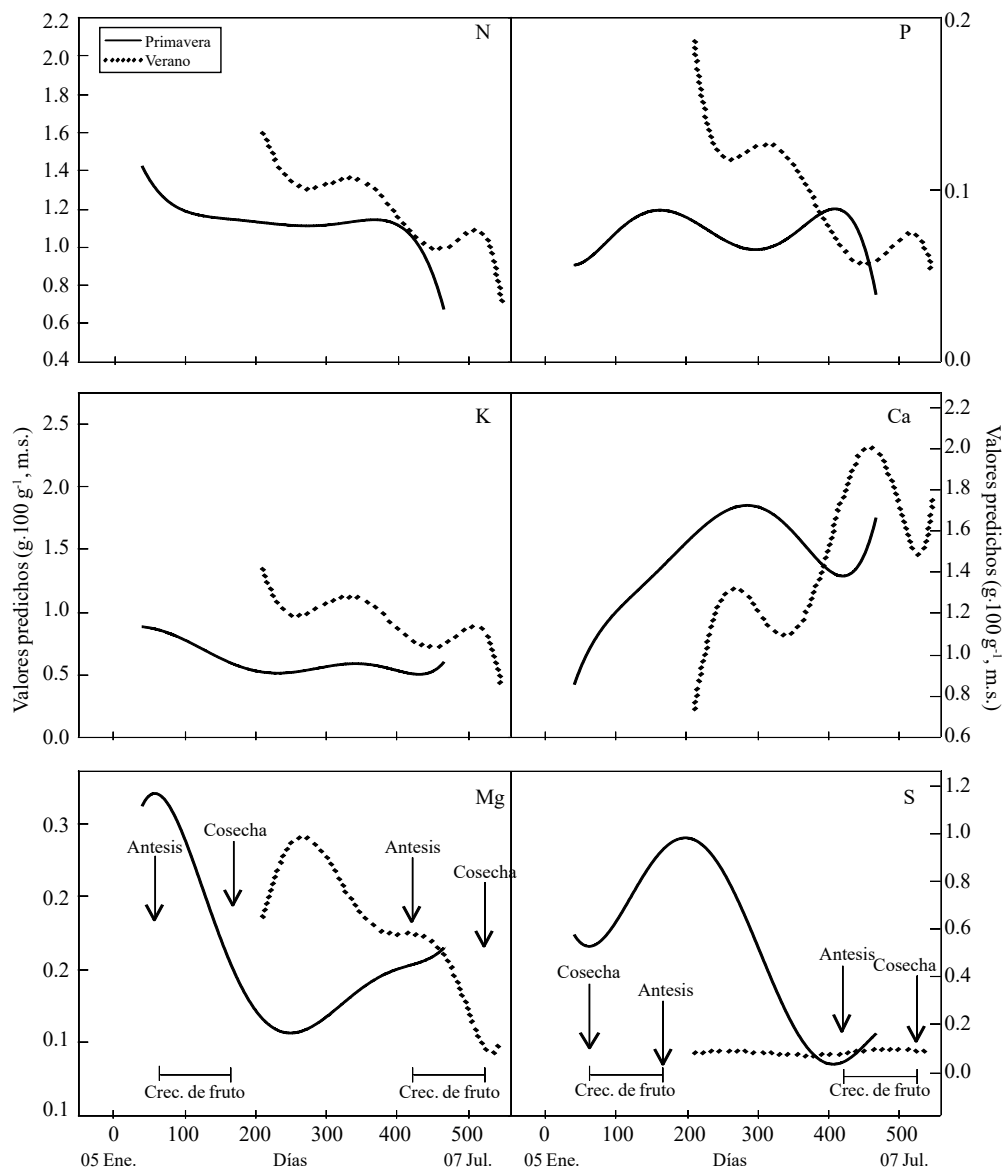 2.2
2.0
1.8
1.6
1.4
1.2
1.0
0.8
0.6
0.4
Primavera
Verano
N
P
0.2
0.1
0.0
2.5
2.0
1.5
1.0
0.5
0.0
K
Ca
2.2
2.0
1.8
1.6
1.4
1.2
1.0
0.8
0.6
Valores predichos (g·100 g-1, m.s.)
Valores predichos (g·100 g-1, m.s.)
0.3
0.2
0.2
0.1
0.1
Mg
Antesis
Cosecha
Antesis
Cosecha
Crec. de fruto
Crec. de fruto
S
Cosecha
Antesis
Antesis
Cosecha
Crec. de fruto
Crec. de fruto
1.2
1.0
0.8
0.6
0.4
0.2
0.0
0 100 200 300 400 500
0 100 200 300 400 500
05 Ene. Días 07 Jul.
05 Ene. Días 07 Jul.